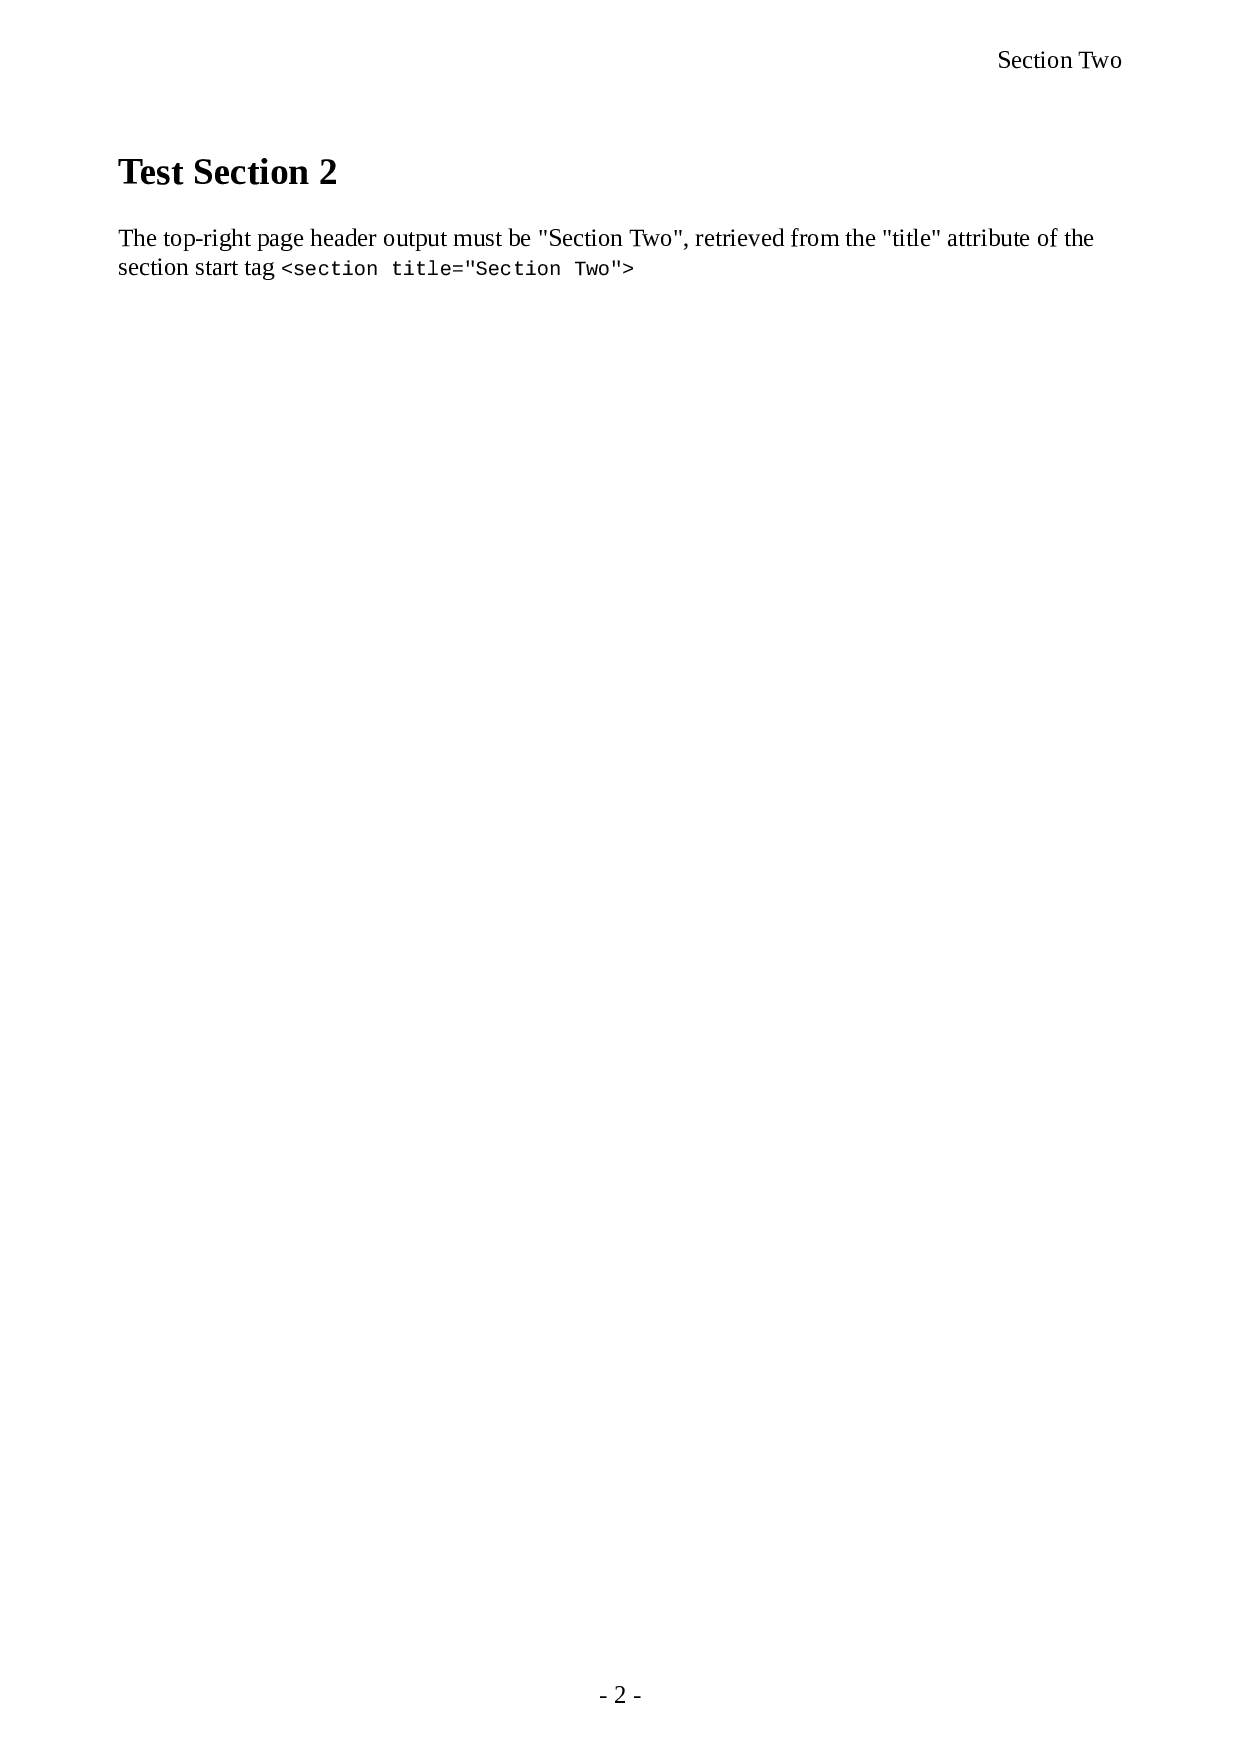 Section Two
Test Section 2
The top-right page header output must be "Section Two", retrieved from the "title" attribute of the
section start tag <section title="Section Two">
- 2 -